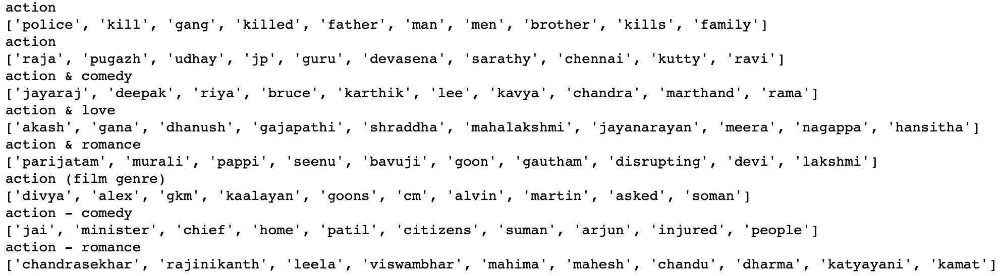 action
['police', 'kill', 'gang', 'killed', 'father', 'man', 'men', 'brother', 'kills', 'family']
action
['raja', 'pugazh', 'udhay', 'jp', 'guru', 'devasena', 'sarathy', 'chennai', 'kutty', 'ravi']
action & comedy
['jayaraj', 'deepak', 'riya', 'bruce', 'karthik', 'lee', 'kavya', 'chandra', 'marthand', 'rama']
action & love
['akash', 'gana', 'dhanush', 'gajapathi', 'shraddha', 'mahalakshmi', 'jayanarayan', 'meera', 'nagappa', 'hansitha']
action & romance
['parijatam', 'murali', 'pappi', 'seenu', 'bavuji', 'goon', 'gautham', 'disrupting', 'devi', 'lakshmi']
action (film genre)
['divya', 'alex', 'gkm', 'kaalayan', 'goons', 'cm', 'alvin', 'martin', 'asked', 'soman']
action – comedy
['jai', 'minister', 'chief', 'home', 'patil', 'citizens', 'suman', 'arjun', 'injured', 'people']
action – romance
['chandrasekhar', 'rajinikanth', 'leela', 'viswambhar', 'mahima', 'mahesh', 'chandu', 'dharma', 'katyayani', 'kamat']